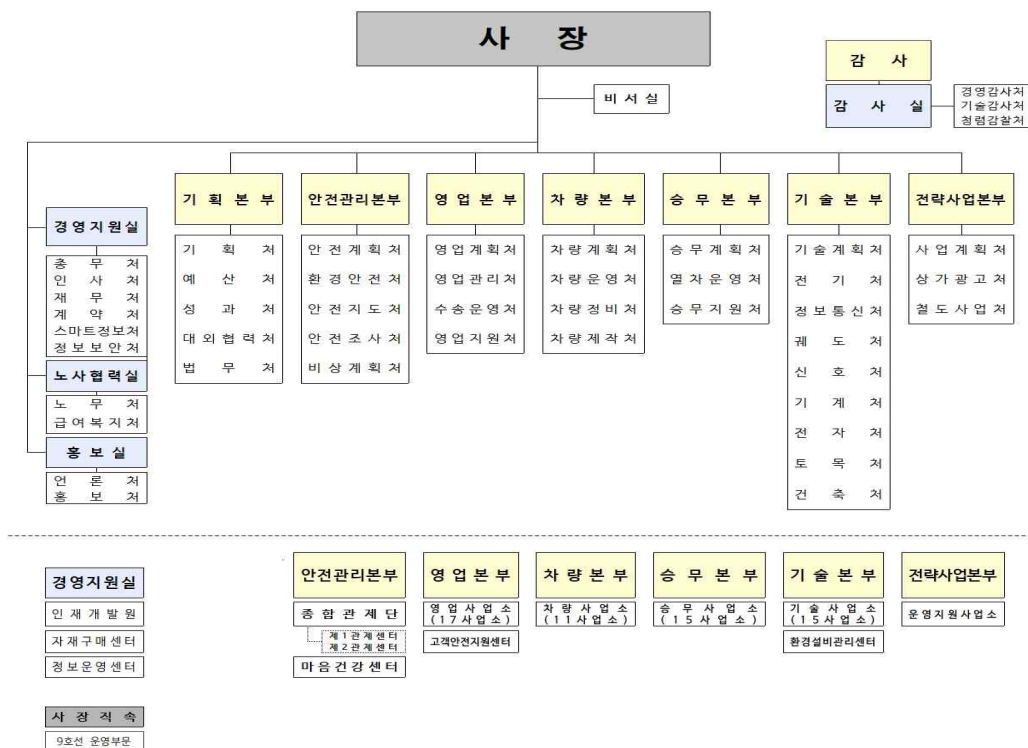 사 장
감 사
감 사 실
경영감사처
기술감사처
청렴감찰처
비서실
경영지원실
총 무 처
인 사 처
재 무 처
계 약 처
스마트정보처
정보보안처
노사협력실
노 무 처
급여복지처
홍보실
언 론 처
홍 보 처
기획본부
기 획 처
예 산 처
성 과 처
대외협력처
법 무 처
안전관리본부
안전계획처
환경안전처
안전지도처
안전조사처
비상계획처
영업본부
영업계획처
영업관리처
수송운영처
영업지원처
차량본부
차량계획처
차량운영처
차량정비처
차량제작처
승무본부
승무계획처
열차운영처
승무지원처
기술본부
기술계획처
전 기 처
정보통신처
궤 도 처
신 호 처
기 계 처
전 자 처
토 목 처
건 축 처
전략사업본부
사업계획처
상가광고처
철도사업처
경영지원실
인재개발원
자재구매센터
정보운영센터
사장직속
9호선 운영부문
안전관리본부
종합관제단
제1관제센터
제2관제센터
마음건강센터
영업본부
영업사업소
(17사업소)
고객안전지원센터
차량본부
차량사업소
(11사업소)
승무본부
승무사업소
(15사업소)
기술본부
기술사업소
(15사업소)
환경설비관리센터
전략사업본부
운영지원사업소